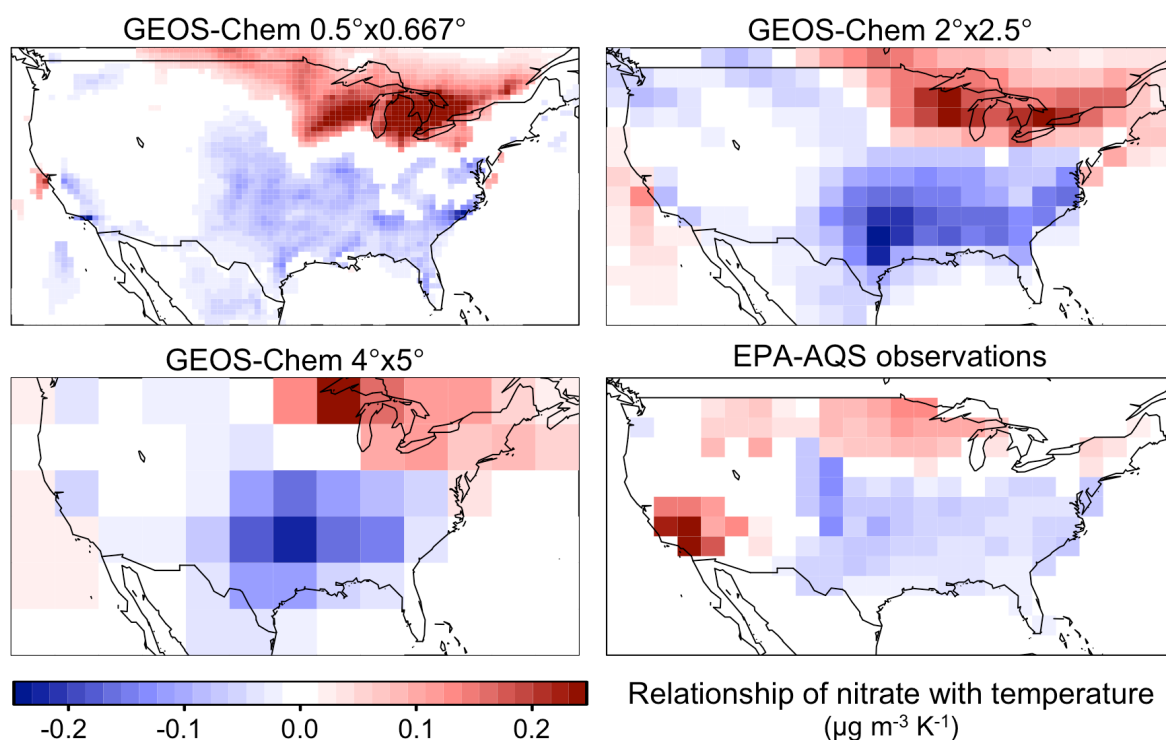 GEOS-Chem 0.5°x0.667°
GEOS-Chem 2°x2.5°
GEOS-Chem 4°x5°
EPA-AQS observations
-0.2 -0.1 0.0 0.1 0.2
Relationship of nitrate with temperature
(μg m⁻³ K⁻¹)